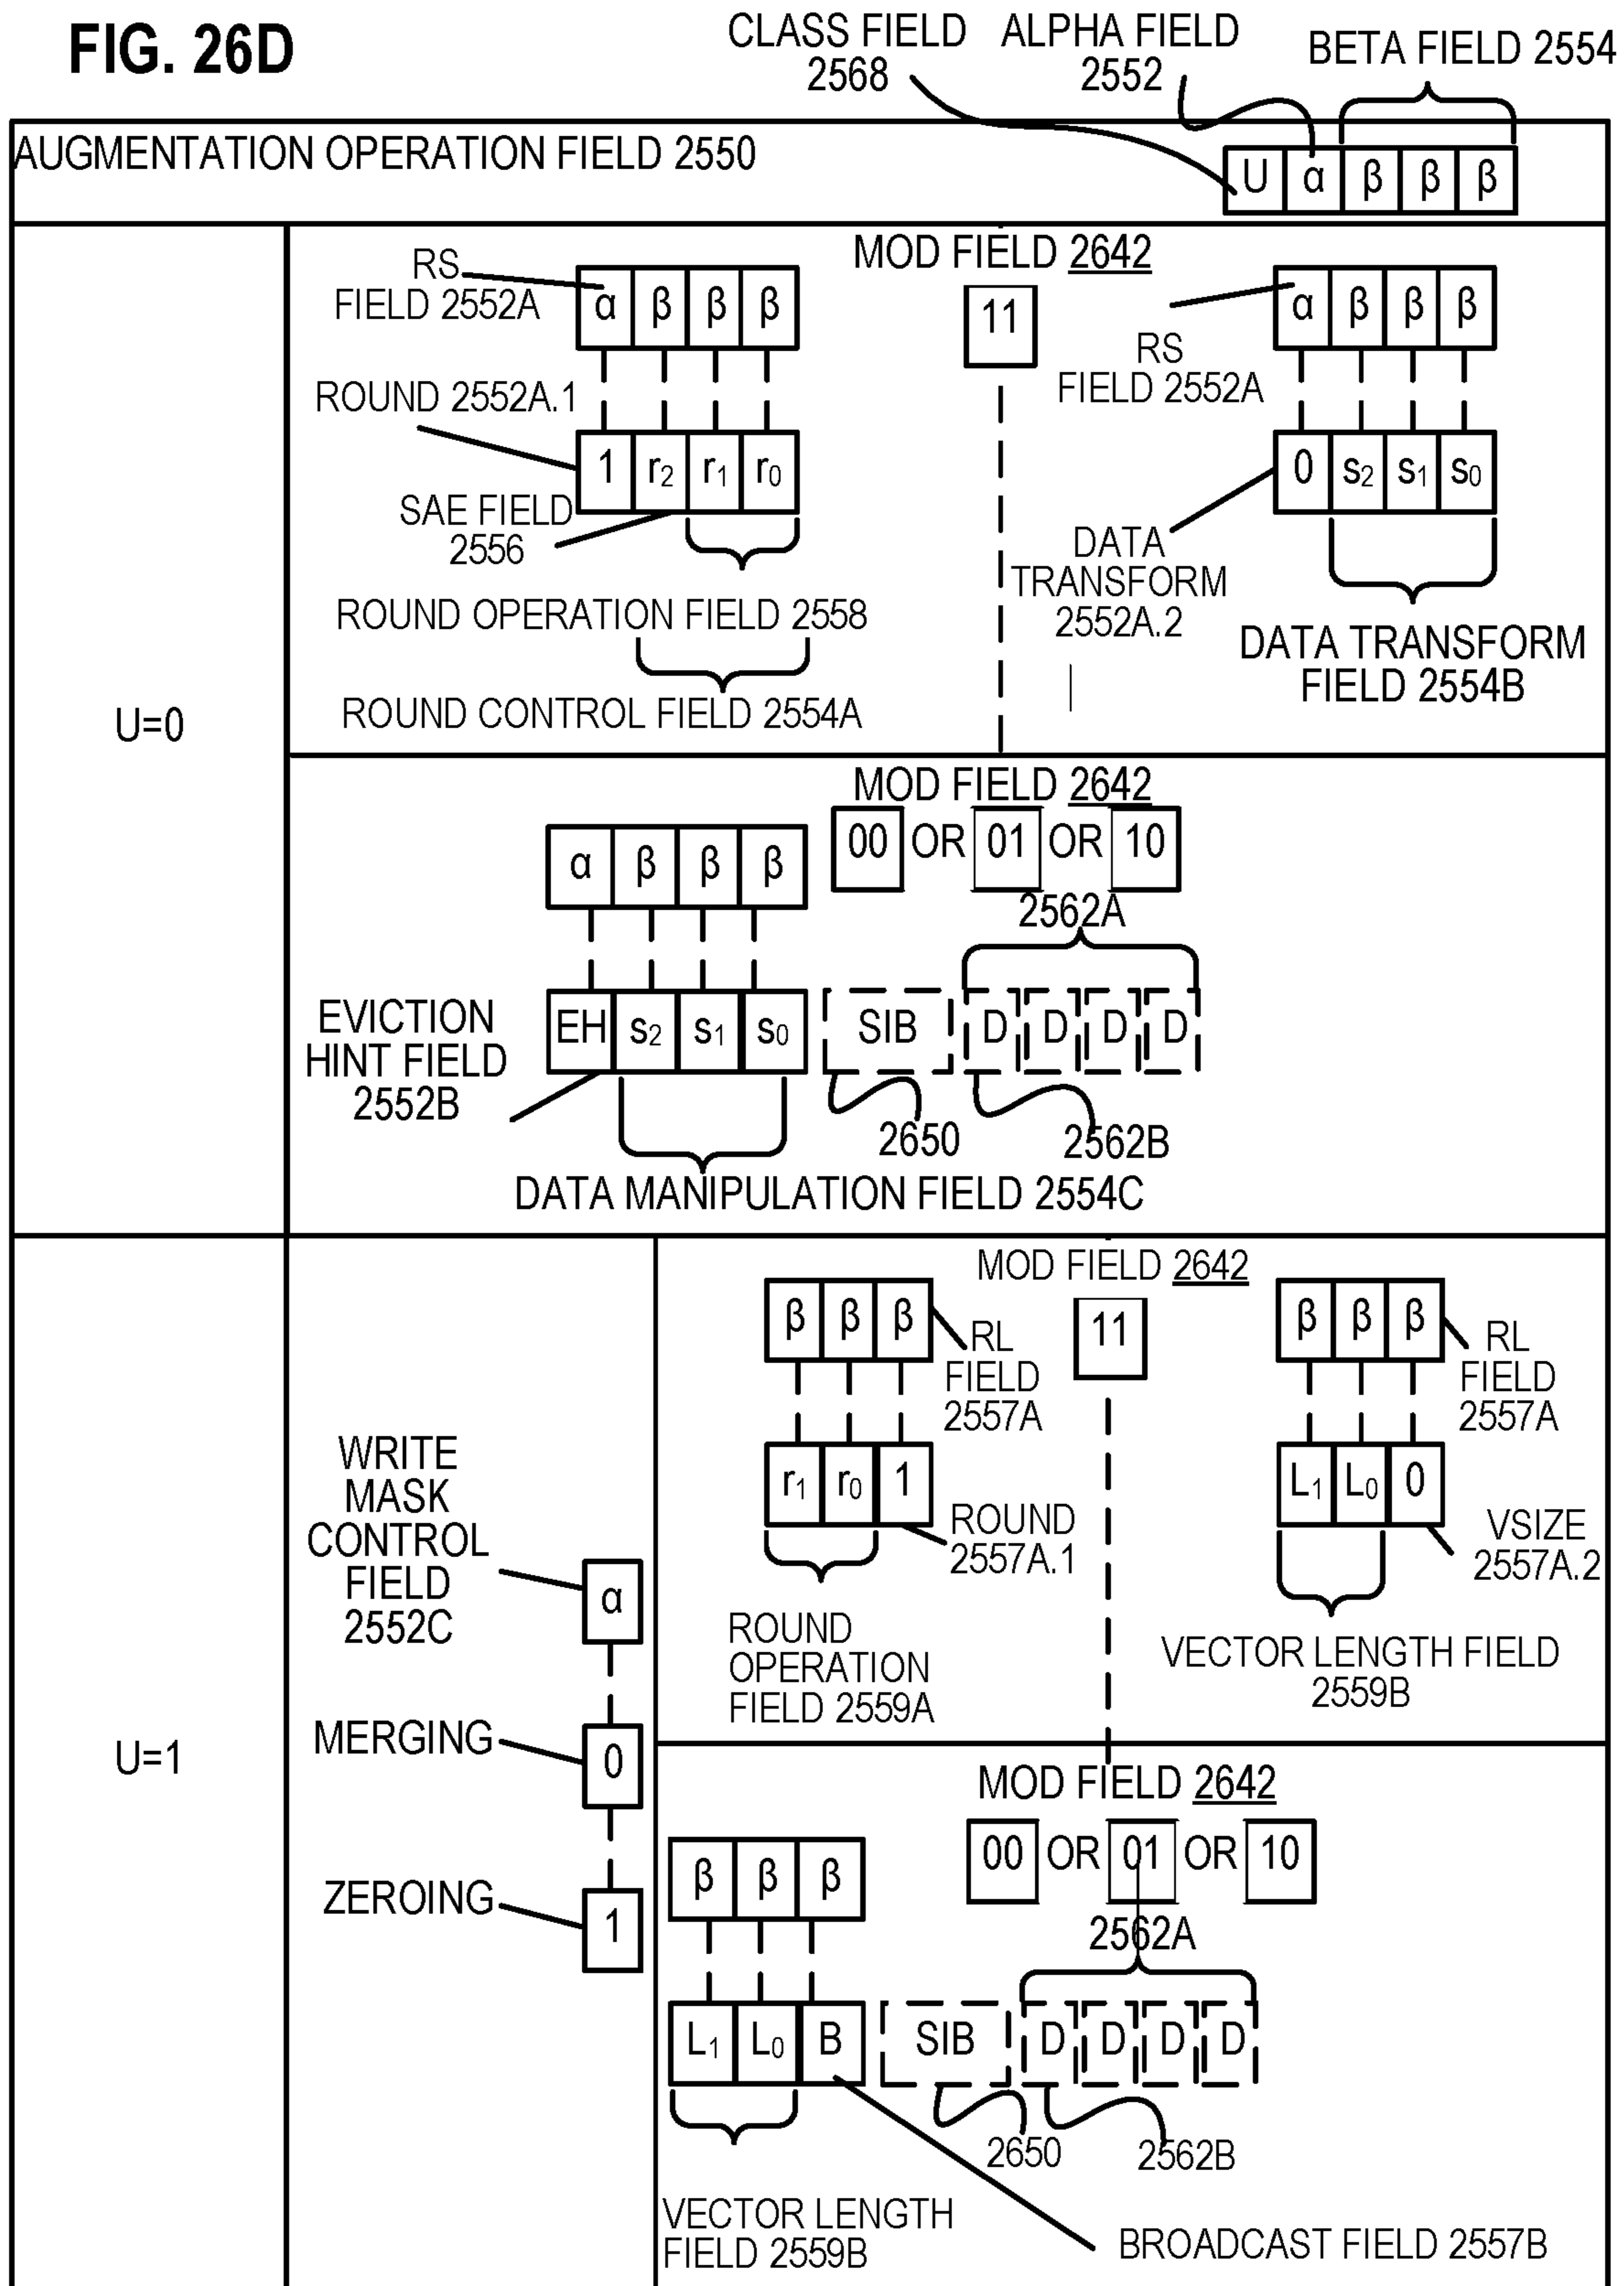 FIG. 26D
CLASS FIELD
2568
ALPHA FIELD
2552
BETA FIELD 2554
AUGMENTATION OPERATION FIELD 2550
U α β β β
U=0
MOD FIELD 2642
11
RS
FIELD 2552A
α β β β
ROUND 2552A.1
1 r2 r1 r0
SAE FIELD
2556
ROUND OPERATION FIELD 2558
ROUND CONTROL FIELD 2554A
α β β β
RS
FIELD 2552A
0 s2 s1 s0
DATA
TRANSFORM
2552A.2
DATA TRANSFORM
FIELD 2554B
MOD FIELD 2642
00 OR 01 OR 10
α β β β
2562A
EVICTION
HINT FIELD
2552B
EH s2 s1 s0 SIB D D D D
2650
2562B
DATA MANIPULATION FIELD 2554C
U=1
WRITE
MASK
CONTROL
FIELD
2552C
α
MERGING
0
ZEROING
1
MOD FIELD 2642
11
β β β
RL
FIELD
2557A
r1 r0 1
ROUND
2557A.1
ROUND
OPERATION
FIELD 2559A
β β β
RL
FIELD
2557A
L1 L0 0
VSIZE
2557A.2
VECTOR LENGTH FIELD
2559B
MOD FIELD 2642
00 OR 01 OR 10
β β β
2562A
L1 L0 B SIB D D D D
2650
2562B
VECTOR LENGTH
FIELD 2559B
BROADCAST FIELD 2557B